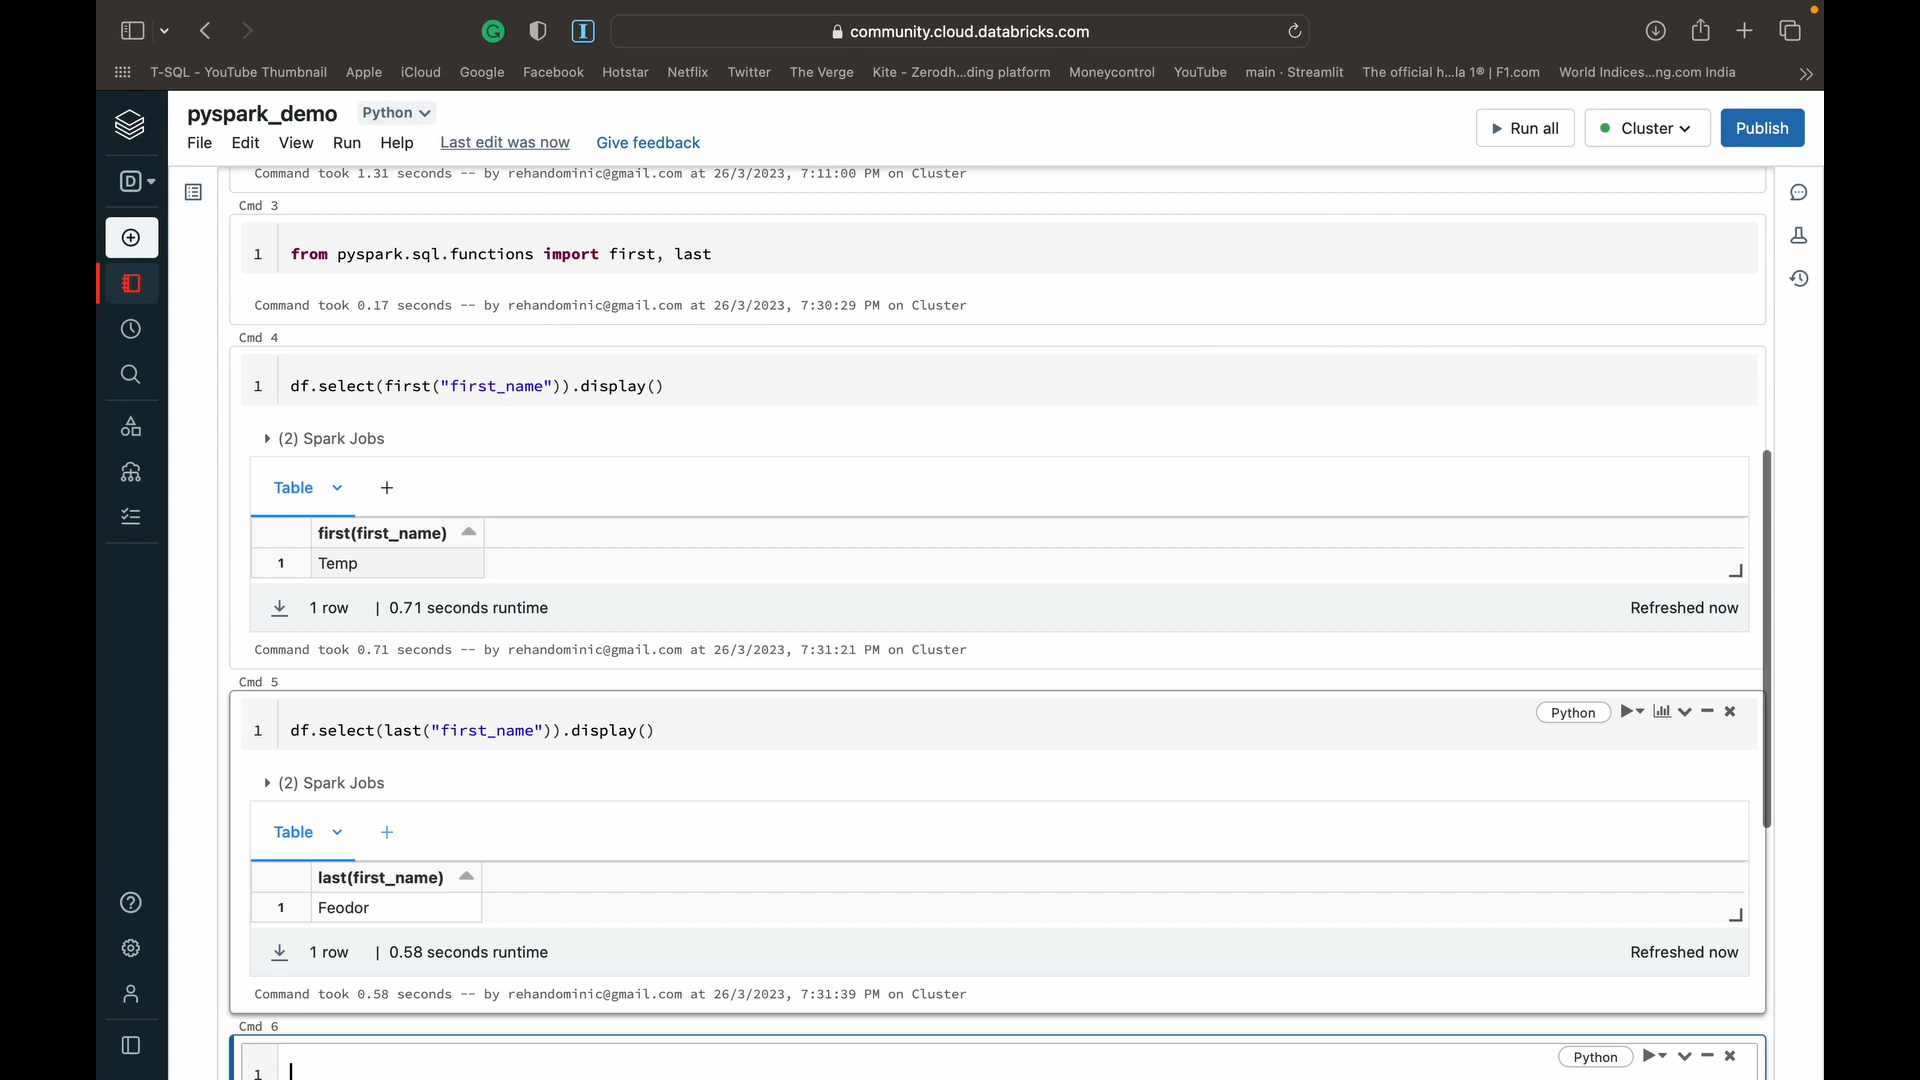 community.cloud.databricks.com
T-SQL - YouTube Thumbnail Apple iCloud Google Facebook Hotstar Netflix Twitter The Verge Kite - Zerodh...ding platform Moneycontrol YouTube main · Streamlit The official h...la 1® | F1.com World Indices...ng.com India
pyspark_demo Python
Run all Cluster Publish
File Edit View Run Help Last edit was now Give feedback
D
Command took 1.31 seconds -- by rehandominic@gmail.com at 26/3/2023, 7:11:00 PM on Cluster
Cmd 3
1 from pyspark.sql.functions import first, last
Command took 0.17 seconds -- by rehandominic@gmail.com at 26/3/2023, 7:30:29 PM on Cluster
Cmd 4
1 df.select(first("first_name")).display()
(2) Spark Jobs
Table +
first(first_name)
1 Temp
1 row | 0.71 seconds runtime Refreshed now
Command took 0.71 seconds -- by rehandominic@gmail.com at 26/3/2023, 7:31:21 PM on Cluster
Cmd 5
Python
1 df.select(last("first_name")).display()
(2) Spark Jobs
Table +
last(first_name)
1 Feodor
1 row | 0.58 seconds runtime Refreshed now
Command took 0.58 seconds -- by rehandominic@gmail.com at 26/3/2023, 7:31:39 PM on Cluster
Cmd 6
Python
1